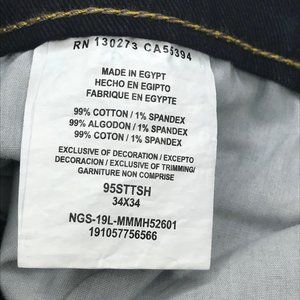 RN 130273 CA55394
MADE IN EGYPT
HECHO EN EGIPTO
FABRIQUE EN EGYPTE
99% COTTON / 1% SPANDEX
99% ALGODON / 1% SPANDEX
99% COTON / 1% SPANDEX
EXCLUSIVE OF DECORATION / EXCEPTO
DECORACION / EXCLUSIVE OF TRIMMING/
GARNITURE NON COMPRISE
95STTSH
34X34
NGS-19L-MMMH52601
191057756566